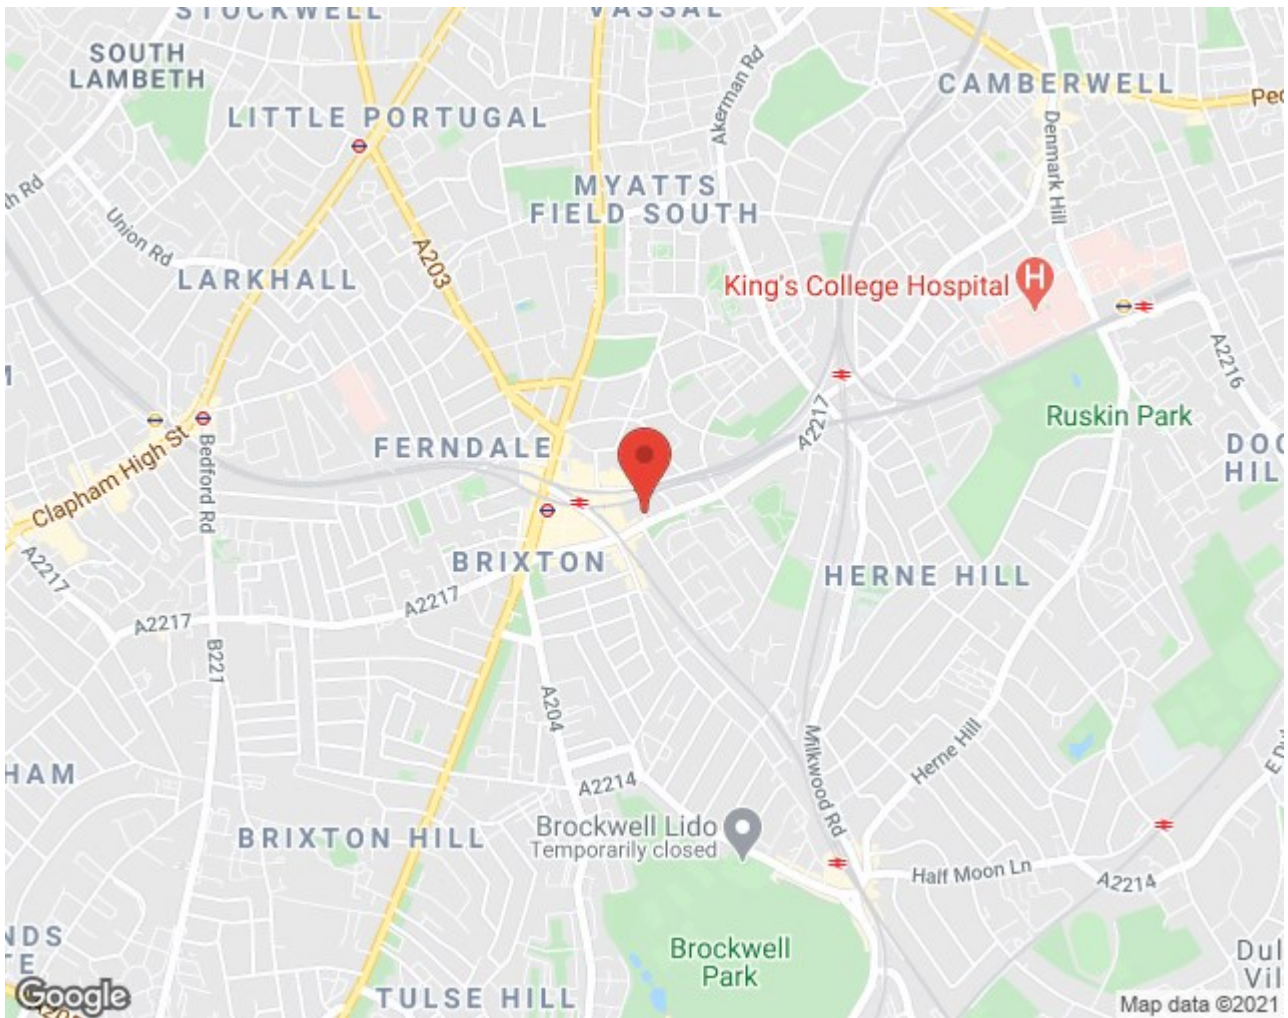 STOCKWELL
VASSAL
SOUTH
LAMBETH
CAMBERWELL
LITTLE PORTUGAL
Akerman Rd
Denmark Hill
MYATTS
FIELD SOUTH
Union Rd
A203
LARKHALL
King's College Hospital
H
A2216
Ruskin Park
A2217
FERNDALE
Clapham High St
Bedford Rd
BRIXTON
HERNE HILL
A2217
A2217
A2217
B221
A204
Milkwood Rd
Herne Hill
A2214
BRIXTON HILL
Brockwell Lido
Temporarily closed
Half Moon Ln
A2214
Brockwell
Park
TULSE HILL
Google
Map data ©2021